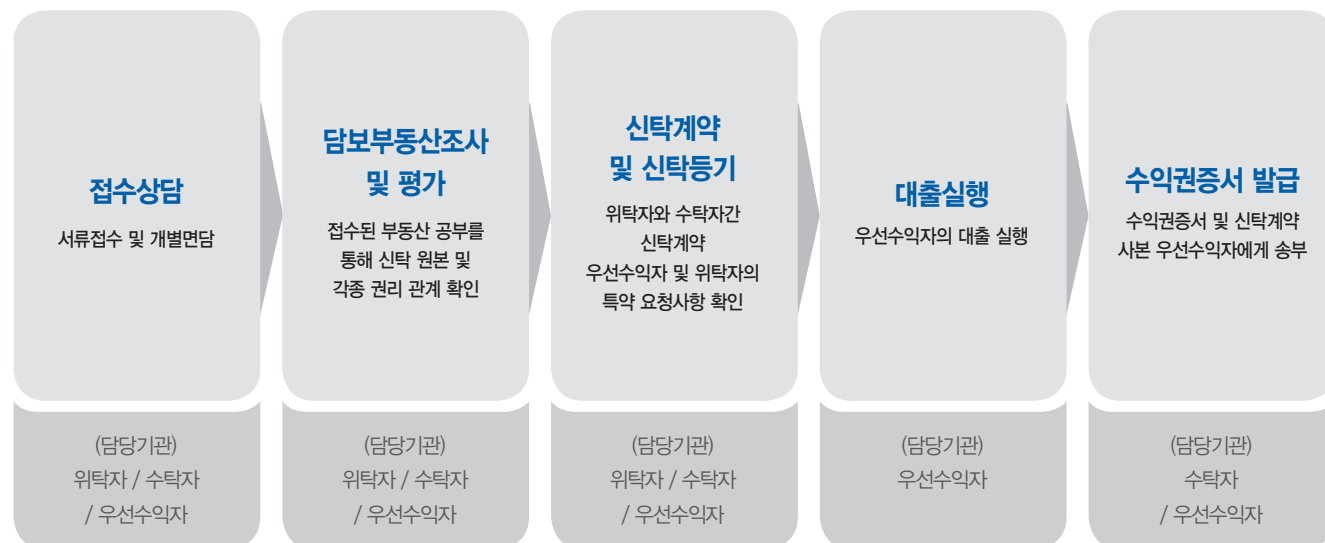 접수상담
서류접수 및 개별면담
(담당기관)
위탁자 / 수탁자
/ 우선수익자
담보부동산조사
및 평가
접수된 부동산 공부를
통해 신탁 원본 및
각종 권리 관계 확인
(담당기관)
위탁자 / 수탁자
/ 우선수익자
신탁계약
및 신탁등기
위탁자와 수탁자간
신탁계약
우선수익자 및 위탁자의
특약 요청사항 확인
(담당기관)
위탁자 / 수탁자
/ 우선수익자
대출실행
우선수익자의 대출 실행
(담당기관)
우선수익자
수익권증서 발급
수익권증서 및 신탁계약
사본 우선수익자에게 송부
(담당기관)
수탁자
/ 우선수익자